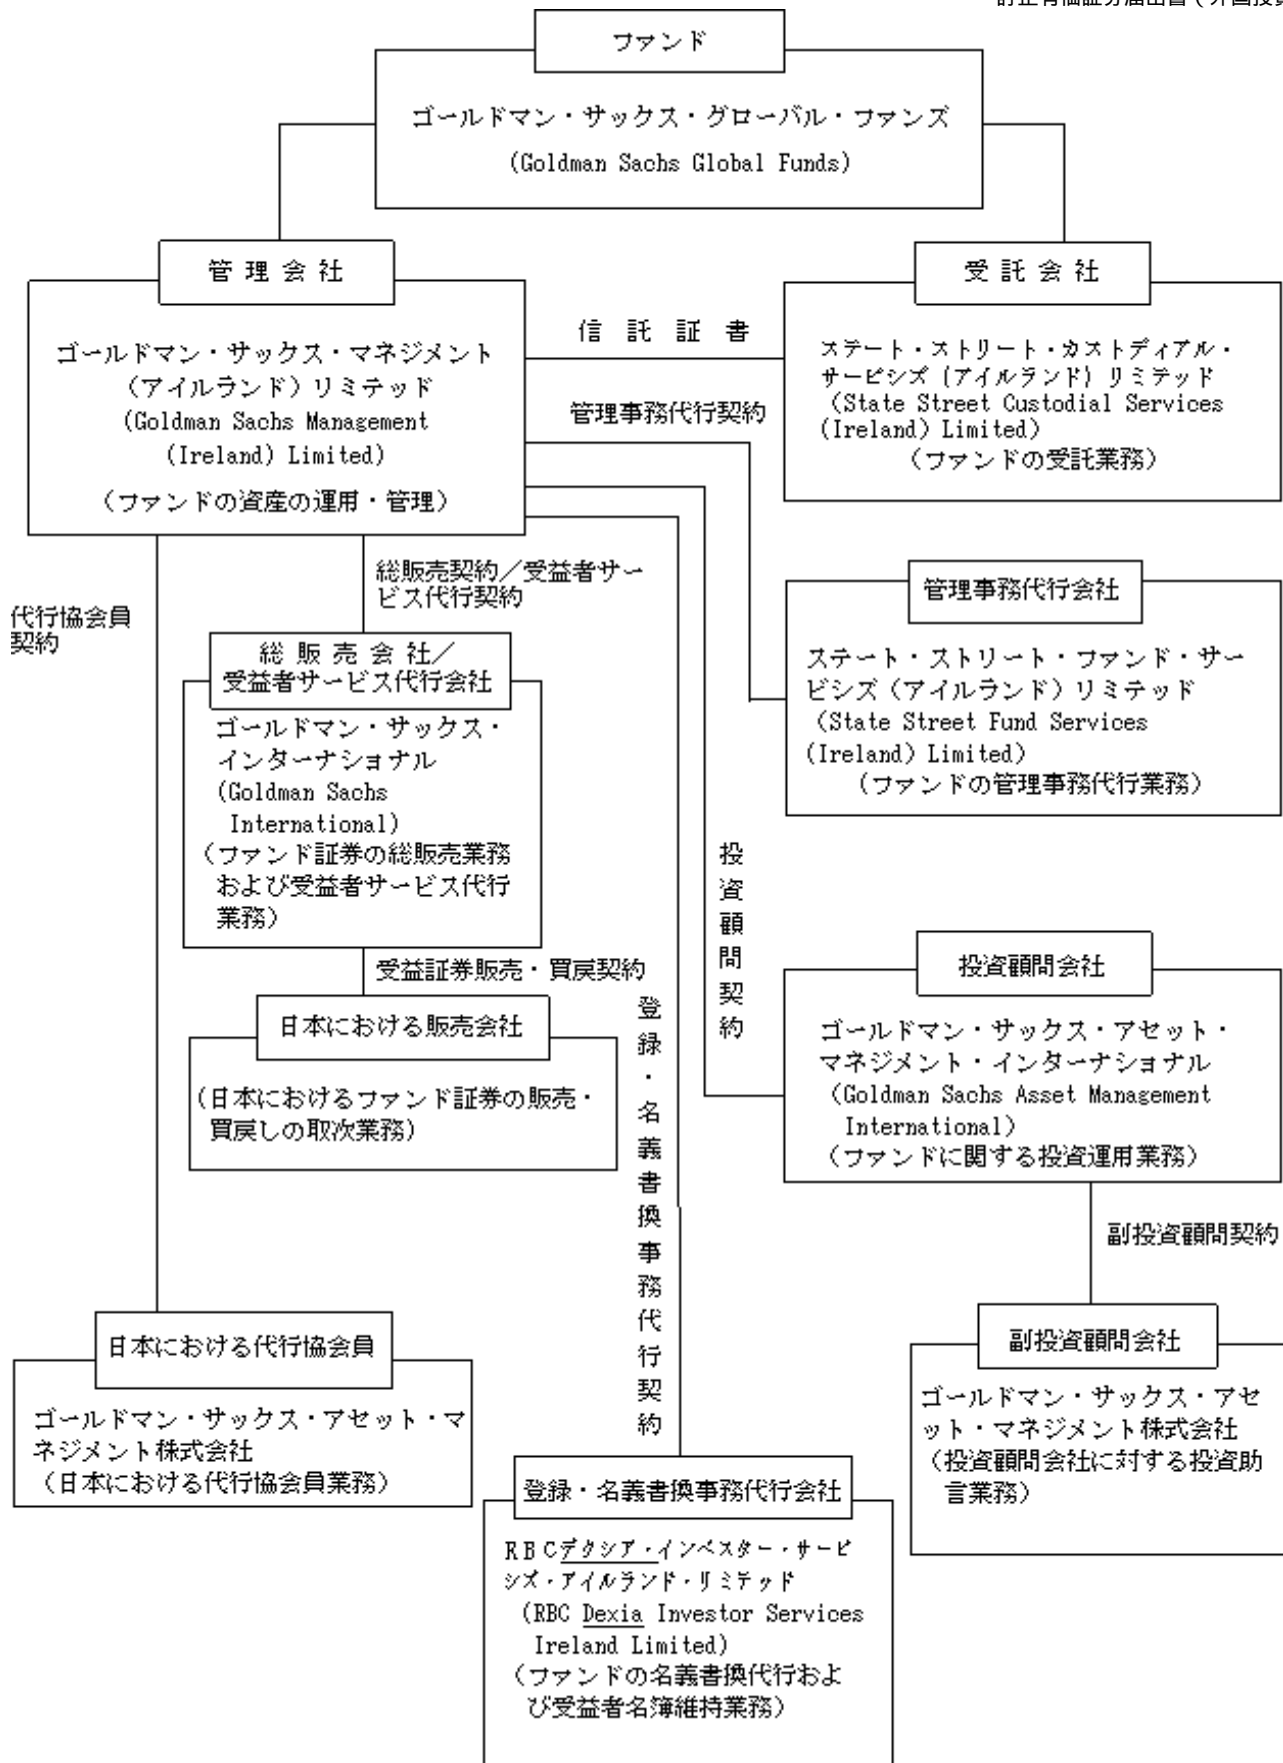 ファンド
ゴールドマン・サックス・グローバル・ファンズ
(Goldman Sachs Global Funds)
管 理 会 社
ゴールドマン・サックス・マネジメント
（アイルランド）リミテッド
(Goldman Sachs Management
(Ireland) Limited)
（ファンドの資産の運用・管理）
信 託 証 書
管理事務代行契約
受 託 会 社
ステート・ストリート・カストディアル・
サービシズ（アイルランド）リミテッド
(State Street Custodial Services
(Ireland) Limited)
（ファンドの受託業務）
管理事務代行会社
ステート・ストリート・ファンド・サー
ビシズ（アイルランド）リミテッド
(State Street Fund Services
(Ireland) Limited)
（ファンドの管理事務代行業務）
総販売契約／受益者サー
ビス代行契約
代行協会員
契約
総 販 売 会 社／
受益者サービス代行会社
ゴールドマン・サックス・
インターナショナル
(Goldman Sachs
International)
（ファンド証券の総販売業務
および受益者サービス代行
業務）
受益証券販売・買戻契約
日本における販売会社
（日本におけるファンド証券の販売・
買戻しの取次業務）
投資顧問契約
登録・名義書換事務代行契約
投資顧問会社
ゴールドマン・サックス・アセット・
マネジメント・インターナショナル
(Goldman Sachs Asset Management
International)
（ファンドに関する投資運用業務）
副投資顧問契約
副投資顧問会社
ゴールドマン・サックス・アセ
ット・マネジメント株式会社
（投資顧問会社に対する投資助
言業務）
日本における代行協会員
ゴールドマン・サックス・アセット・マ
ネジメント株式会社
（日本における代行協会員業務）
登録・名義書換事務代行会社
ＲＢＣデクシア・インベスター・サービ
シズ・アイルランド・リミテッド
(RBC Dexia Investor Services
Ireland Limited)
（ファンドの名義書換代行およ
び受益者名簿維持業務）